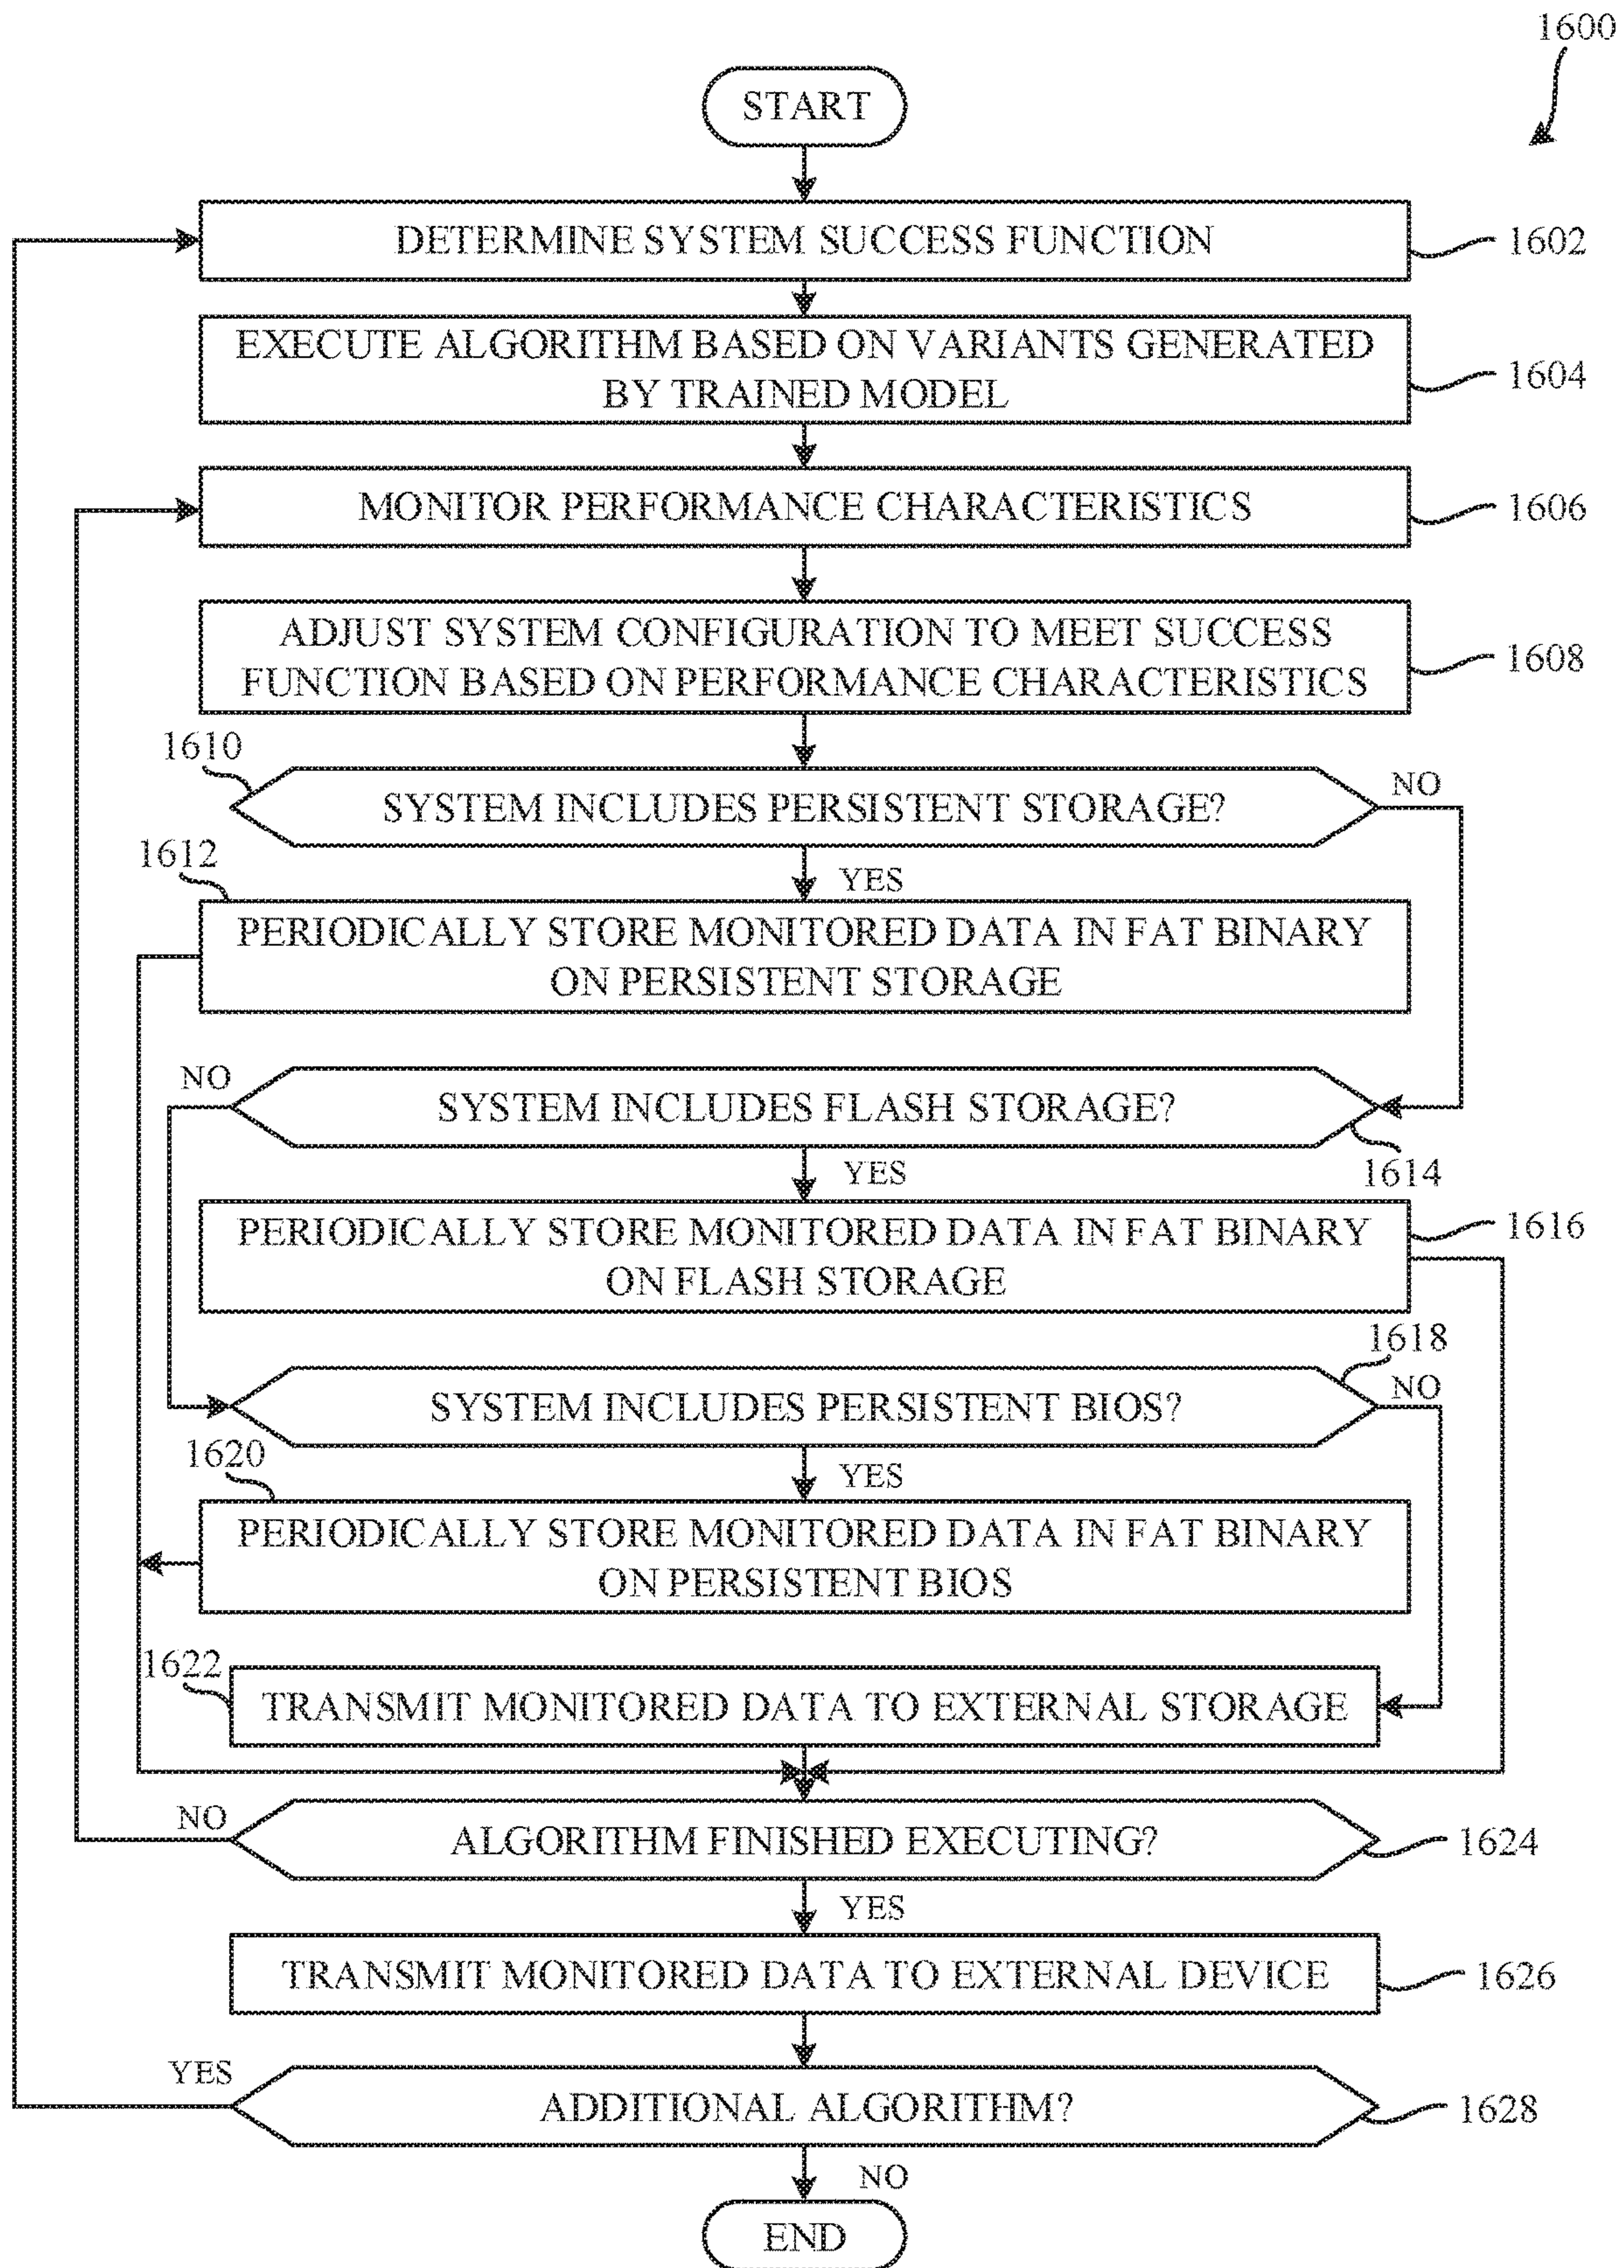 1600
START
DETERMINE SYSTEM SUCCESS FUNCTION
1602
EXECUTE ALGORITHM BASED ON VARIANTS GENERATED
BY TRAINED MODEL
1604
MONITOR PERFORMANCE CHARACTERISTICS
1606
ADJUST SYSTEM CONFIGURATION TO MEET SUCCESS
FUNCTION BASED ON PERFORMANCE CHARACTERISTICS
1608
1610
SYSTEM INCLUDES PERSISTENT STORAGE?
NO
YES
1612
PERIODICALLY STORE MONITORED DATA IN FAT BINARY
ON PERSISTENT STORAGE
NO
SYSTEM INCLUDES FLASH STORAGE?
1614
YES
PERIODICALLY STORE MONITORED DATA IN FAT BINARY
ON FLASH STORAGE
1616
1618
SYSTEM INCLUDES PERSISTENT BIOS?
NO
YES
1620
PERIODICALLY STORE MONITORED DATA IN FAT BINARY
ON PERSISTENT BIOS
1622
TRANSMIT MONITORED DATA TO EXTERNAL STORAGE
NO
ALGORITHM FINISHED EXECUTING?
1624
YES
TRANSMIT MONITORED DATA TO EXTERNAL DEVICE
1626
YES
ADDITIONAL ALGORITHM?
1628
NO
END